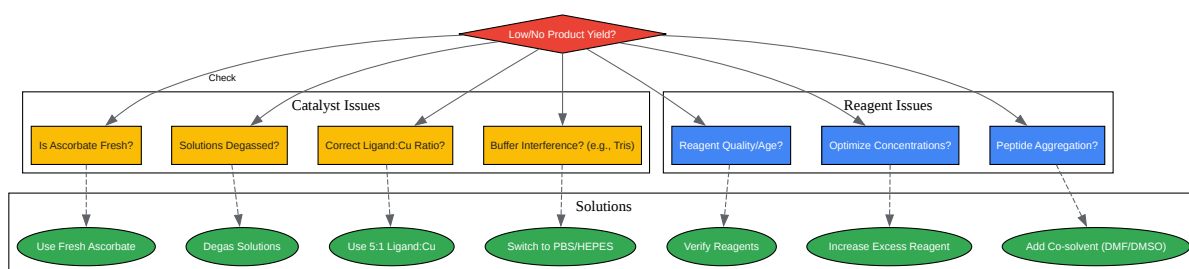 Low/No Product Yield?
Check
Catalyst Issues
Reagent Issues
Is Ascorbate Fresh?
Solutions Degassed?
Correct Ligand:Cu Ratio?
Buffer Interference? (e.g., Tris)
Reagent Quality/Age?
Optimize Concentrations?
Peptide Aggregation?
Solutions
Use Fresh Ascorbate
Degas Solutions
Use 5:1 Ligand:Cu
Switch to PBS/HEPES
Verify Reagents
Increase Excess Reagent
Add Co-solvent (DMF/DMSO)